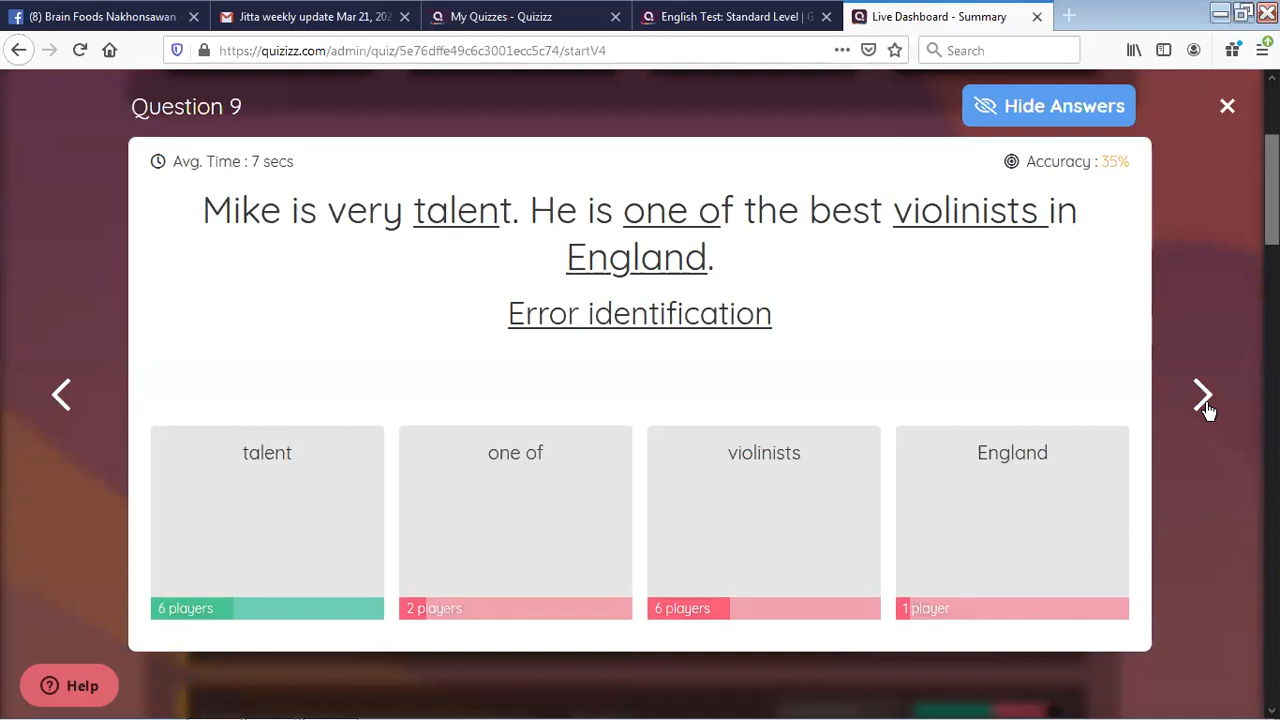 (8) Brain Foods Nakhonsawan -
Jitta weekly update Mar 21, 202
My Quizzes - Quizizz
English Test: Standard Level | G
Live Dashboard - Summary
https://quizizz.com/admin/quiz/5e76dffe49c6c3001ecc5c74/startV4
Search
Question 9
Hide Answers
Avg. Time : 7 secs
Accuracy : 35%
Mike is very talent. He is one of the best violinists in
England.
Error identification
talent
one of
violinists
England
6 players
2 players
6 players
1 player
Help